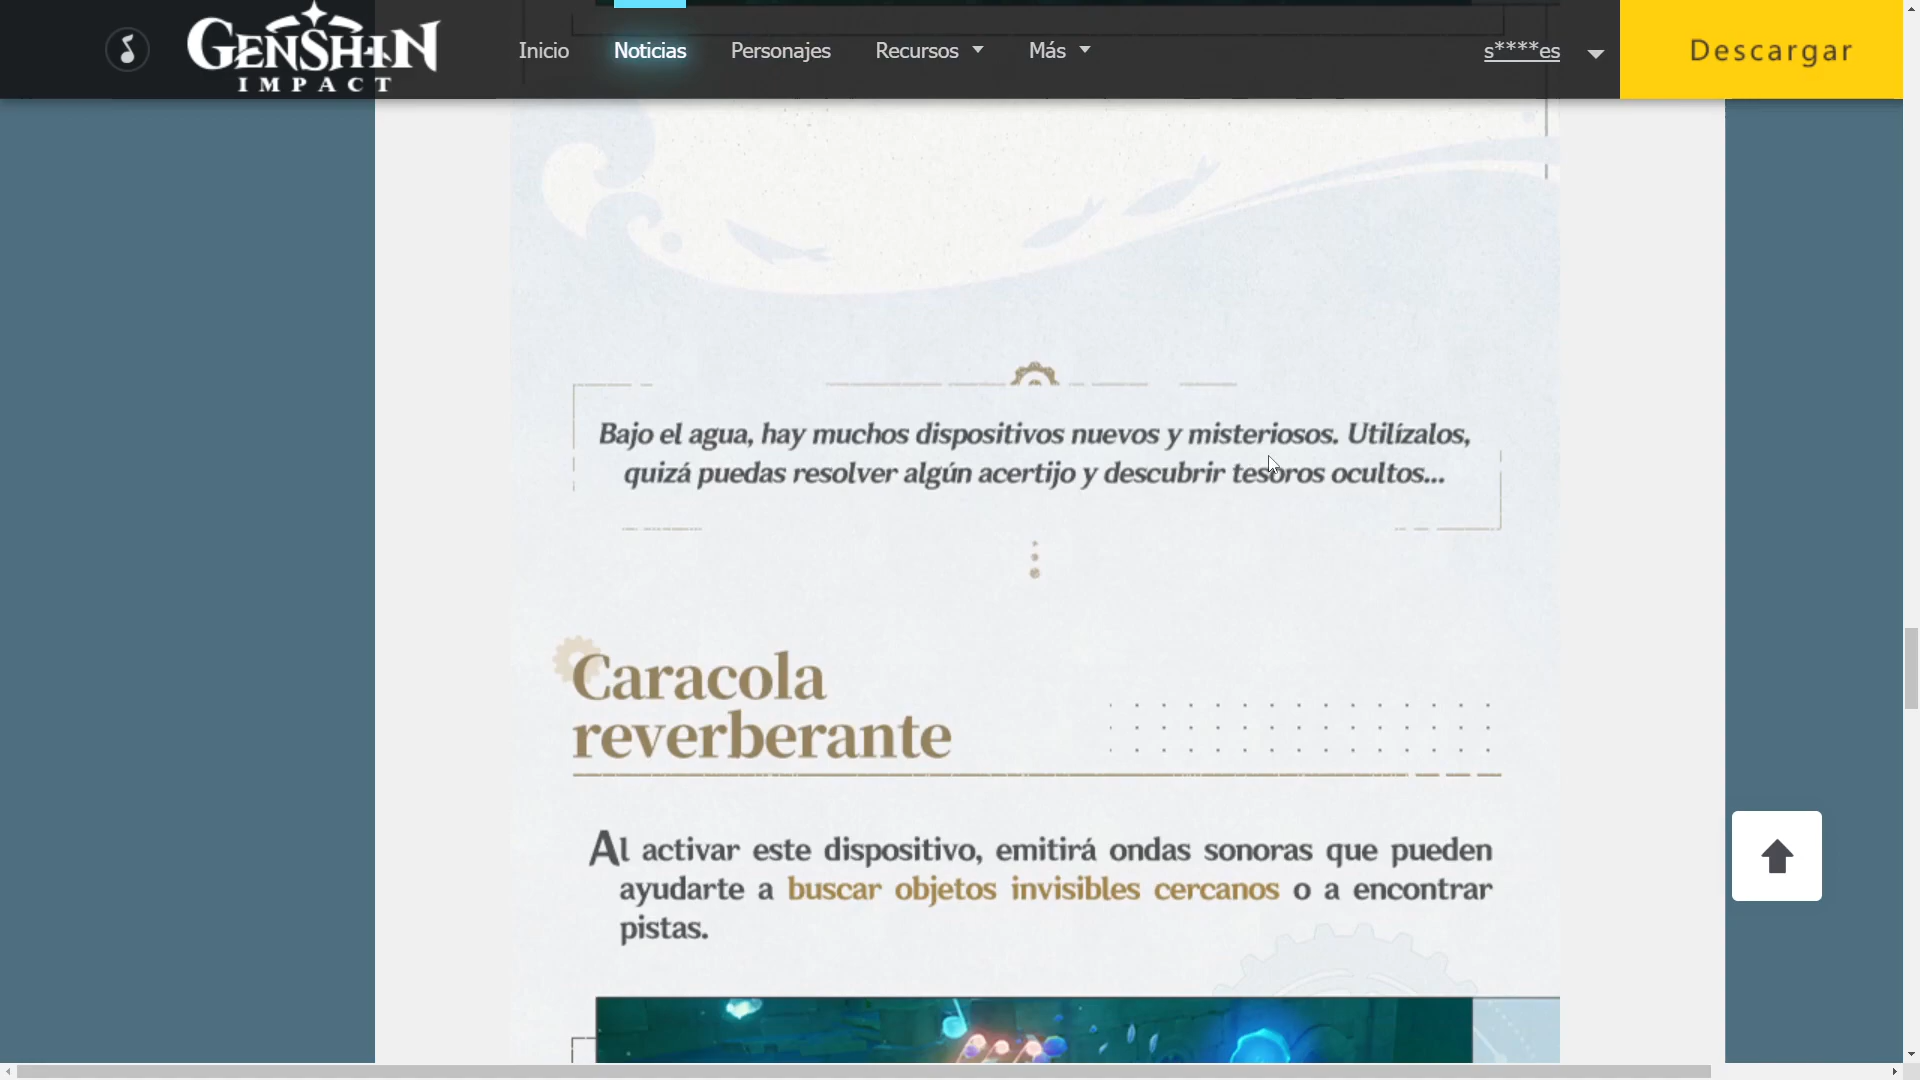 GENSHIN
IMPACT
Inicio
Noticias
Personajes
Recursos
Más
s****es
Descargar
Bajo el agua, hay muchos dispositivos nuevos y misteriosos. Utilízalos,
quizá puedas resolver algún acertijo y descubrir tesoros ocultos...
Caracola
reverberante
Al activar este dispositivo, emitirá ondas sonoras que pueden
ayudarte a buscar objetos invisibles cercanos o a encontrar
pistas.